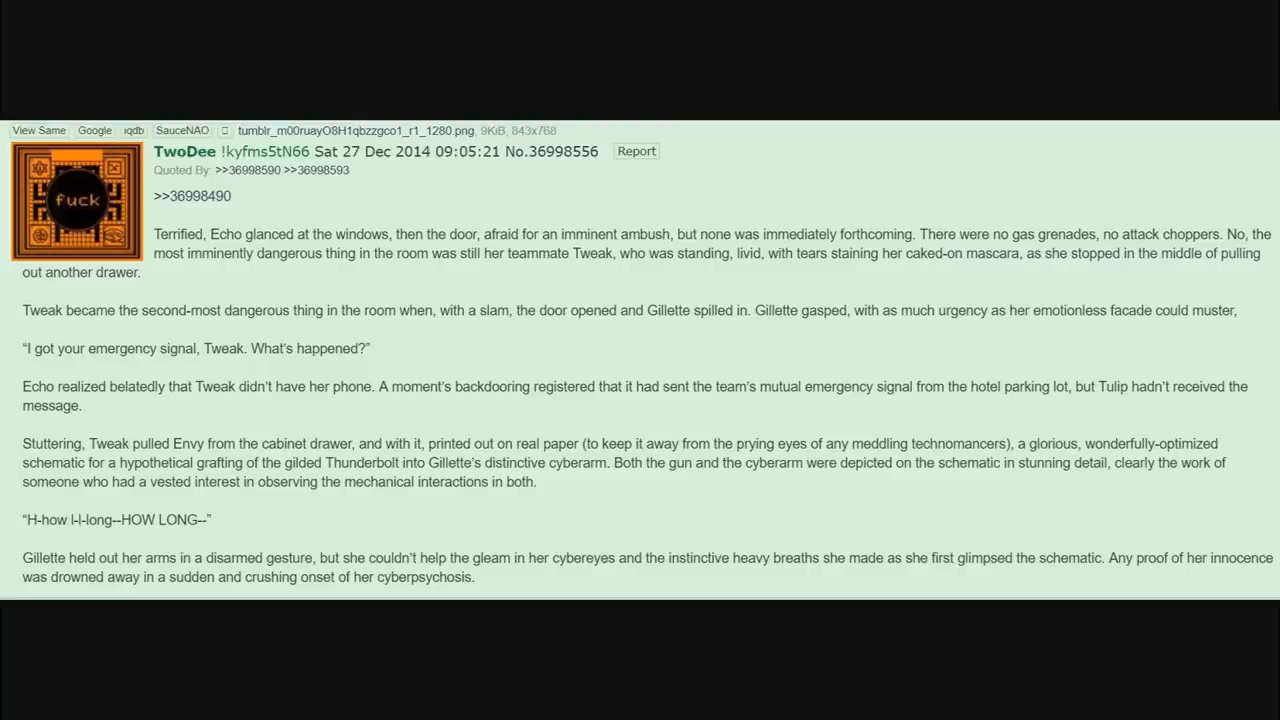 View Same Google iqdb SauceNAO tumblr_m00ruayO8H1qbzzgco1_r1_1280.png, 9KiB, 843x768
fuck
TwoDee !kyfms5tN66 Sat 27 Dec 2014 09:05:21 No.36998556 Report
Quoted By: >>36998590 >>36998593
>>36998490
Terrified, Echo glanced at the windows, then the door, afraid for an imminent ambush, but none was immediately forthcoming. There were no gas grenades, no attack choppers. No, the
most imminently dangerous thing in the room was still her teammate Tweak, who was standing, livid, with tears staining her caked-on mascara, as she stopped in the middle of pulling
out another drawer.
Tweak became the second-most dangerous thing in the room when, with a slam, the door opened and Gillette spilled in. Gillette gasped, with as much urgency as her emotionless facade could muster,
“I got your emergency signal, Tweak. What’s happened?”
Echo realized belatedly that Tweak didn’t have her phone. A moment’s backdooring registered that it had sent the team’s mutual emergency signal from the hotel parking lot, but Tulip hadn’t received the
message.
Stuttering, Tweak pulled Envy from the cabinet drawer, and with it, printed out on real paper (to keep it away from the prying eyes of any meddling technomancers), a glorious, wonderfully-optimized
schematic for a hypothetical grafting of the gilded Thunderbolt into Gillette’s distinctive cyberarm. Both the gun and the cyberarm were depicted on the schematic in stunning detail, clearly the work of
someone who had a vested interest in observing the mechanical interactions in both.
“H-how l-l-long--HOW LONG--”
Gillette held out her arms in a disarmed gesture, but she couldn’t help the gleam in her cybereyes and the instinctive heavy breaths she made as she first glimpsed the schematic. Any proof of her innocence
was drowned away in a sudden and crushing onset of her cyberpsychosis.